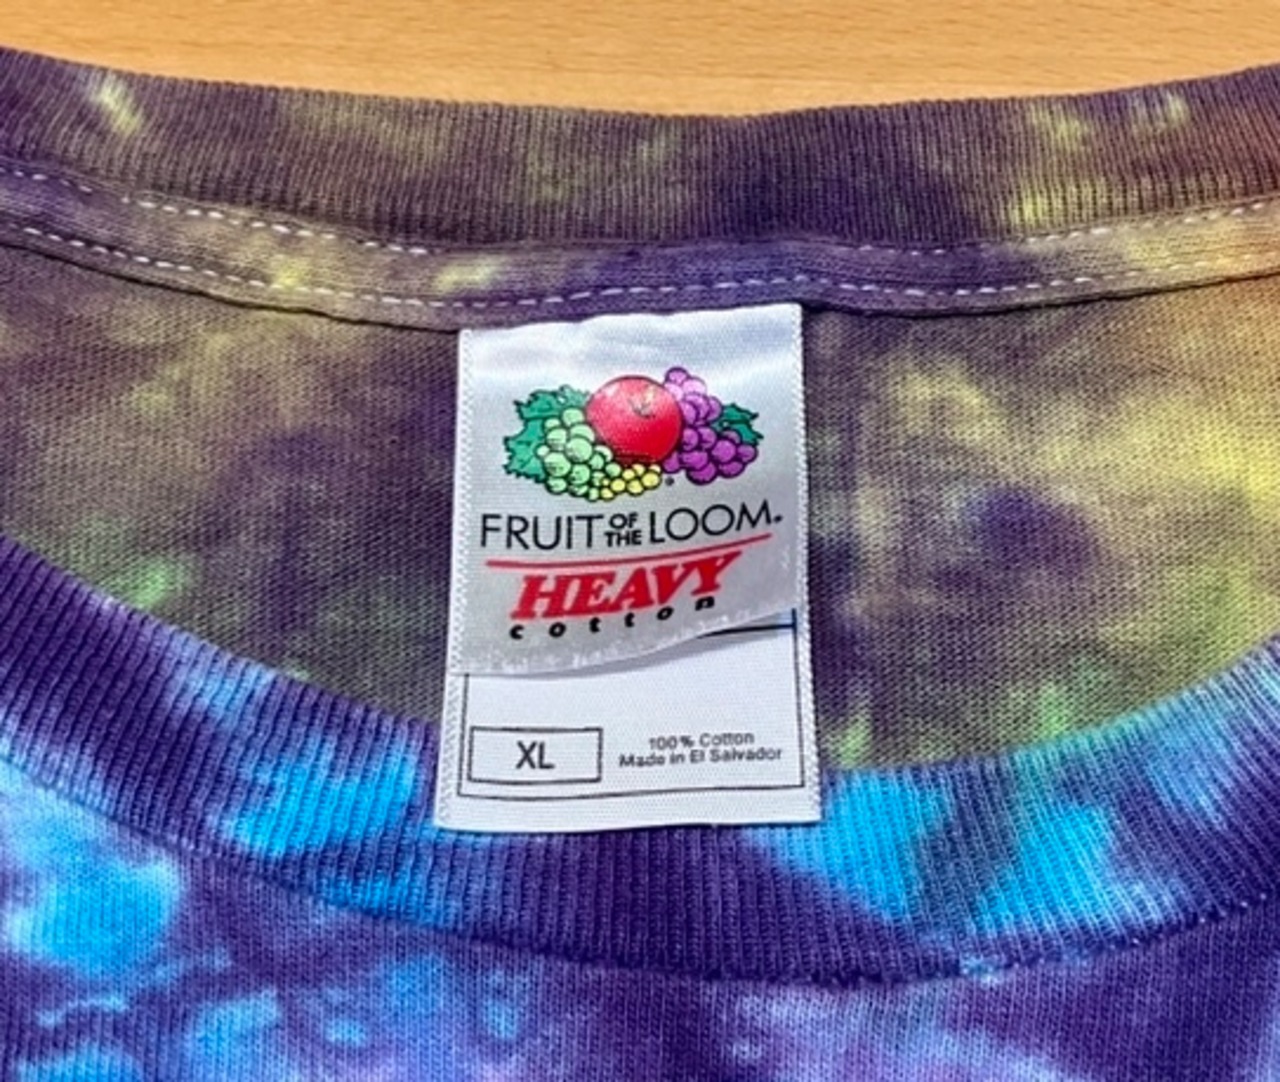 FRUIT OF THE LOOM.
HEAVY
cotton
XL
100% Cotton
Made in El Salvador